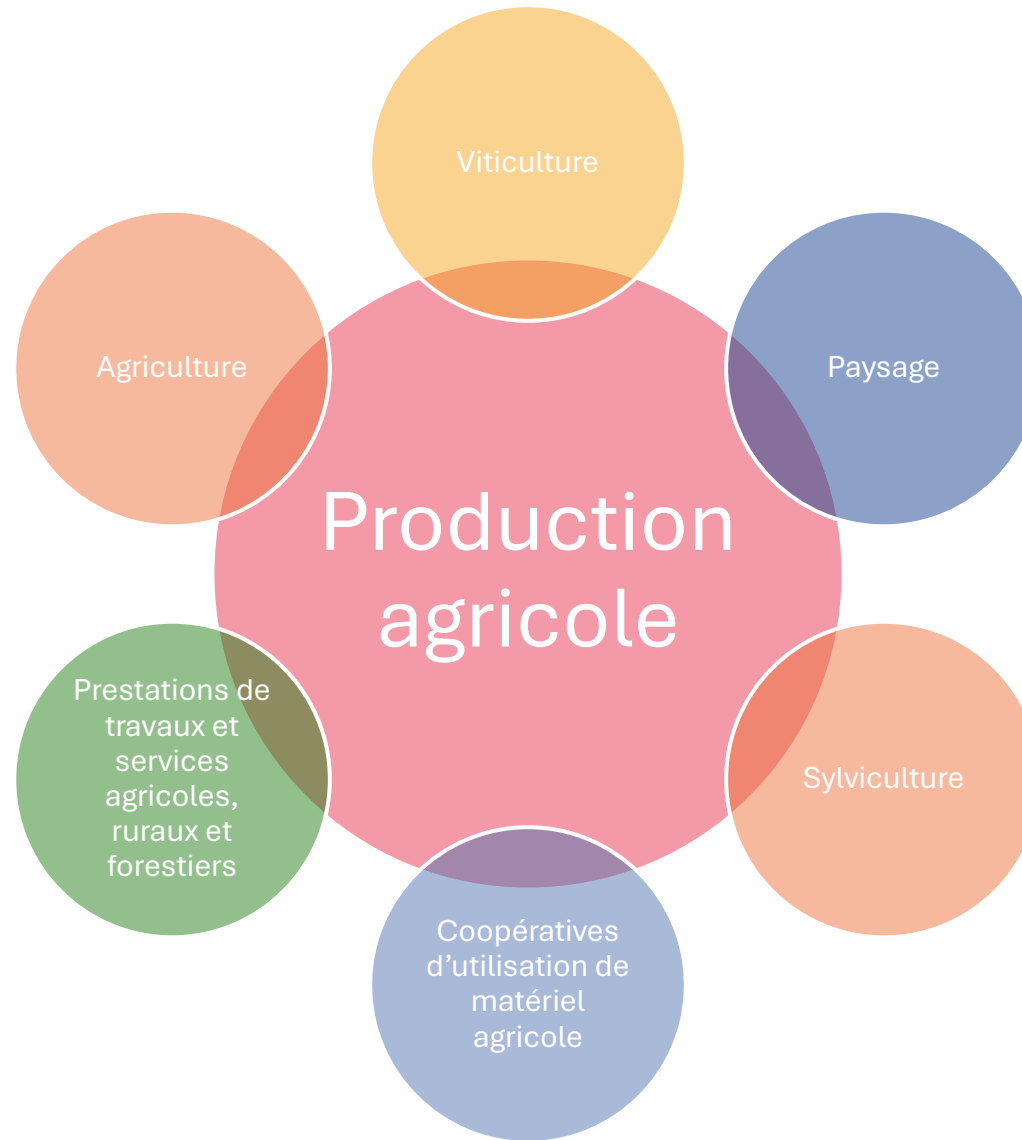 Viticulture
Agriculture
Paysage
Production
agricole
Prestations de
travaux et
services
agricoles,
ruraux et
forestiers
Sylviculture
Coopératives
d’utilisation de
matériel
agricole